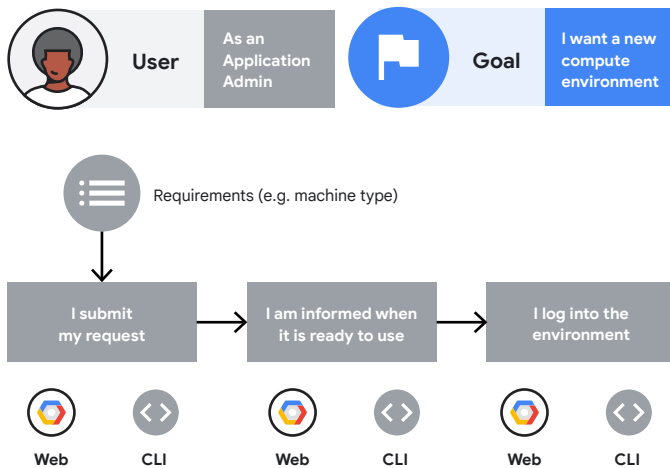 User
As an
Application
Admin
Goal
I want a new
compute
environment
Requirements (e.g. machine type)
I submit
my request
I am informed when
it is ready to use
I log into the
environment
Web
CLI
Web
CLI
Web
CLI